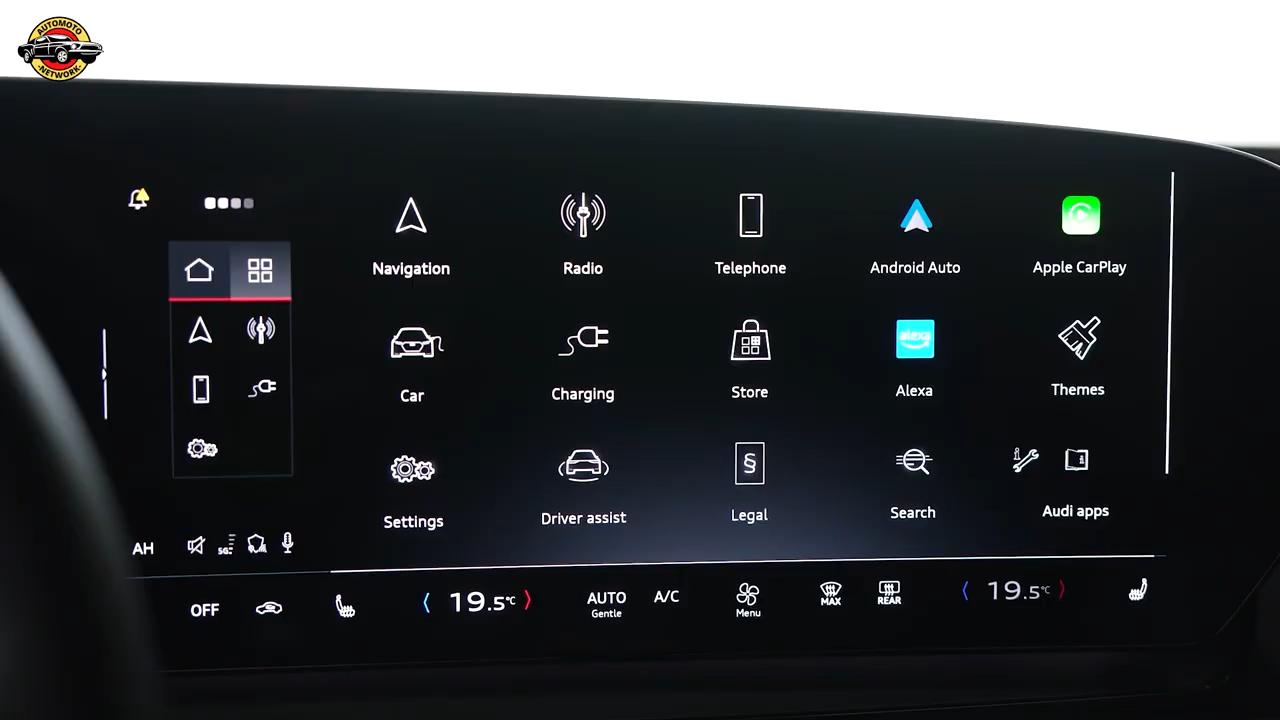 AUTOMOTO
·NETWORK·
Navigation
Radio
Telephone
Android Auto
Apple CarPlay
Car
Charging
Store
alexa
Alexa
Themes
Settings
Driver assist
§
Legal
Search
Audi apps
AH
5G
OFF
19.5°C
AUTO
Gentle
A/C
Menu
MAX
REAR
19.5°C